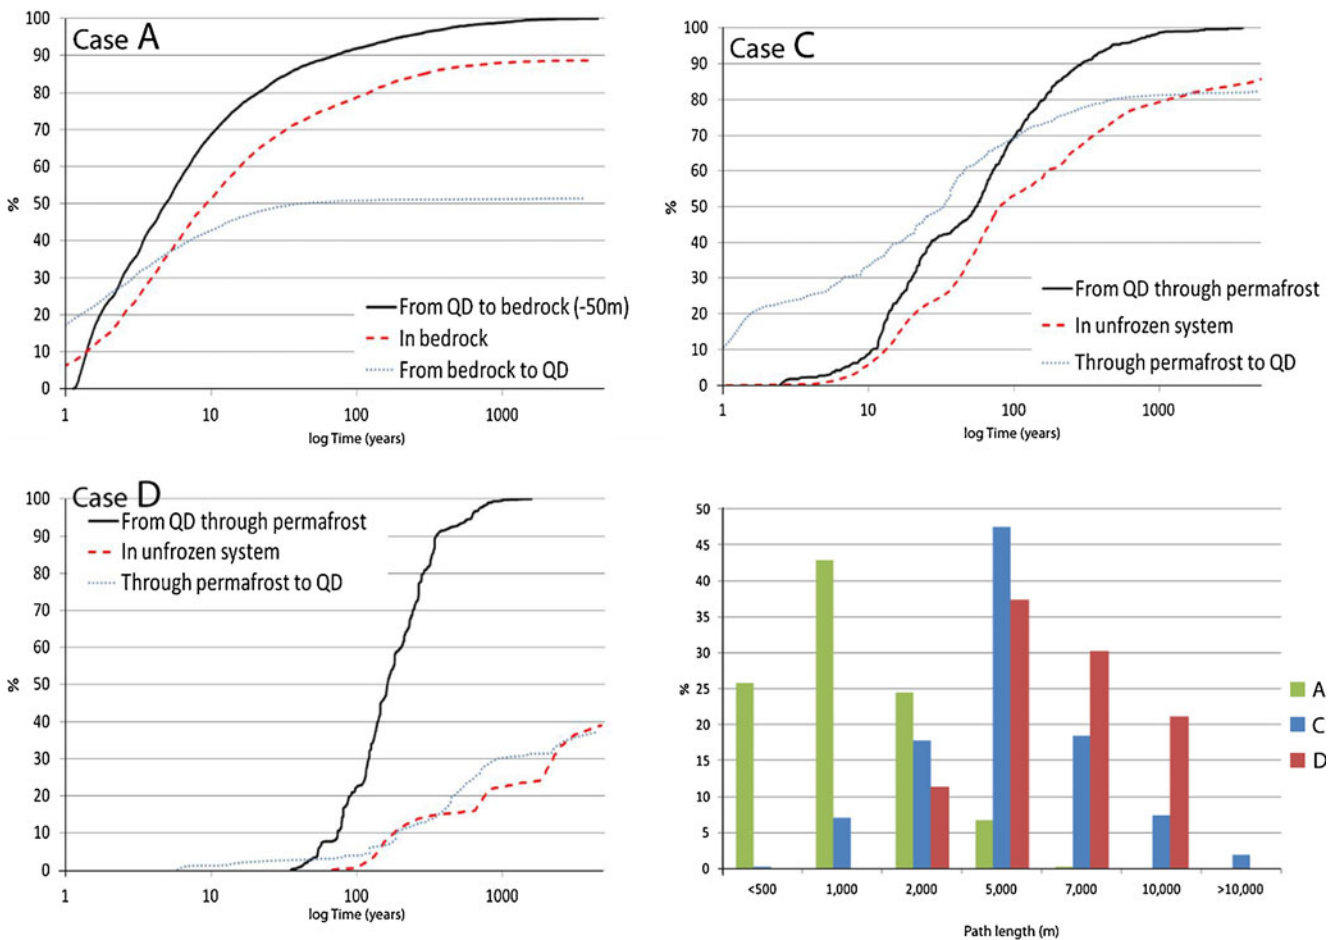 Case A
100
90
80
70
60
50
40
30
20
10
0
%
From QD to bedrock (-50m)
In bedrock
From bedrock to QD
1 10 100 1000
log Time (years)
Case C
100
90
80
70
60
50
40
30
20
10
0
%
From QD through permafrost
In unfrozen system
Through permafrost to QD
1 10 100 1000
log Time (years)
Case D
100
90
80
70
60
50
40
30
20
10
0
%
From QD through permafrost
In unfrozen system
Through permafrost to QD
1 10 100 1000
log Time (years)
50
45
40
35
30
25
20
15
10
5
0
%
A
C
D
<500 1,000 2,000 5,000 7,000 10,000 >10,000
Path length (m)